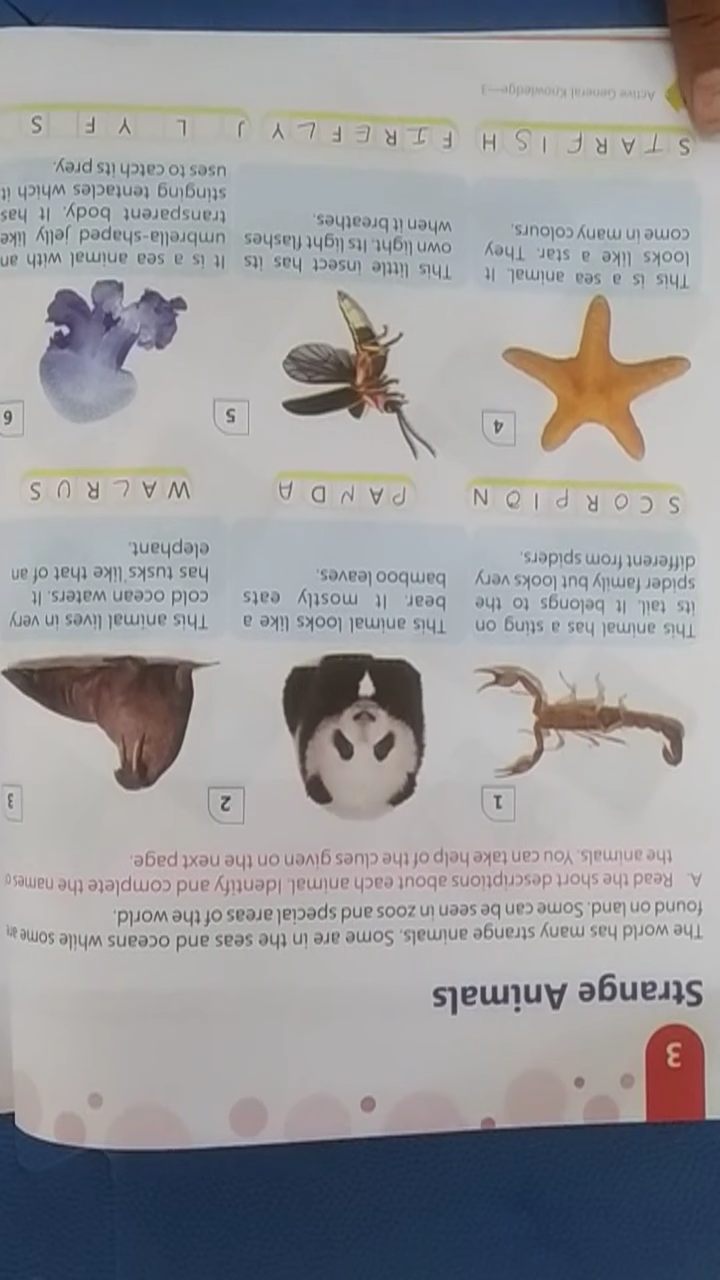 3
Strange Animals
The world has many strange animals. Some are in the seas and oceans while some
found on land. Some can be seen in zoos and special areas of the world.
A. Read the short descriptions about each animal. Identify and complete the names
the animals. You can take help of the clues given on the next page.
1
This animal has a sting on
its tail. It belongs to the
spider family but looks very
different from spiders.
S C O R P I O N
2
This animal looks like a
bear. It mostly eats
bamboo leaves.
P A N D A
3
This animal lives in very
cold ocean waters. It
has tusks like that of an
elephant.
W A L R U S
4
This is a sea animal. It
looks like a star. They
come in many colours.
S T A R F I S H
5
This little insect has its
own light. Its light flashes
when it breathes.
F I R E F L Y
6
It is a sea animal with an
umbrella-shaped jelly like
transparent body. It has
stinging tentacles which it
uses to catch its prey.
J L Y F S
Active General Knowledge—3